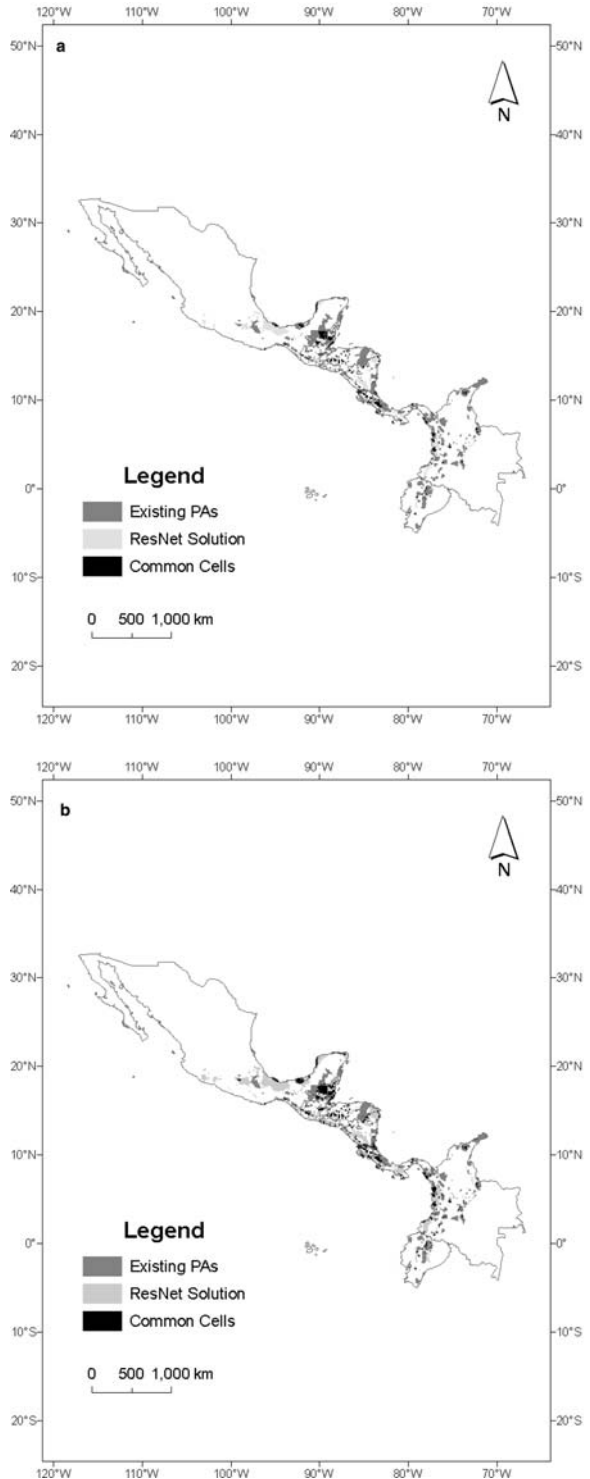 120°W 110°W 100°W 90°W 80°W 70°W
a
50°N 50°N
N
40°N 40°N
30°N 30°N
20°N 20°N
10°N 10°N
0° 0°
Legend
Existing PAs
ResNet Solution
Common Cells
10°S 10°S
0 500 1,000 km
20°S 20°S
120°W 110°W 100°W 90°W 80°W 70°W
120°W 110°W 100°W 90°W 80°W 70°W
b
50°N 50°N
N
40°N 40°N
30°N 30°N
20°N 20°N
10°N 10°N
0° 0°
Legend
Existing PAs
ResNet Solution
Common Cells
10°S 10°S
0 500 1,000 km
20°S 20°S
120°W 110°W 100°W 90°W 80°W 70°W